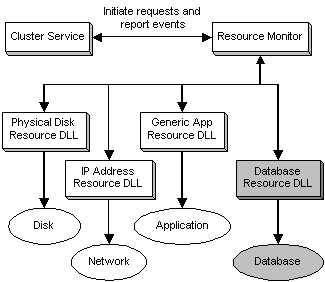 Initiate requests and
report events
Cluster Service
Resource Monitor
Physical Disk
Resource DLL
Generic App
Resource DLL
IP Address
Resource DLL
Database
Resource DLL
Disk
Application
Network
Database